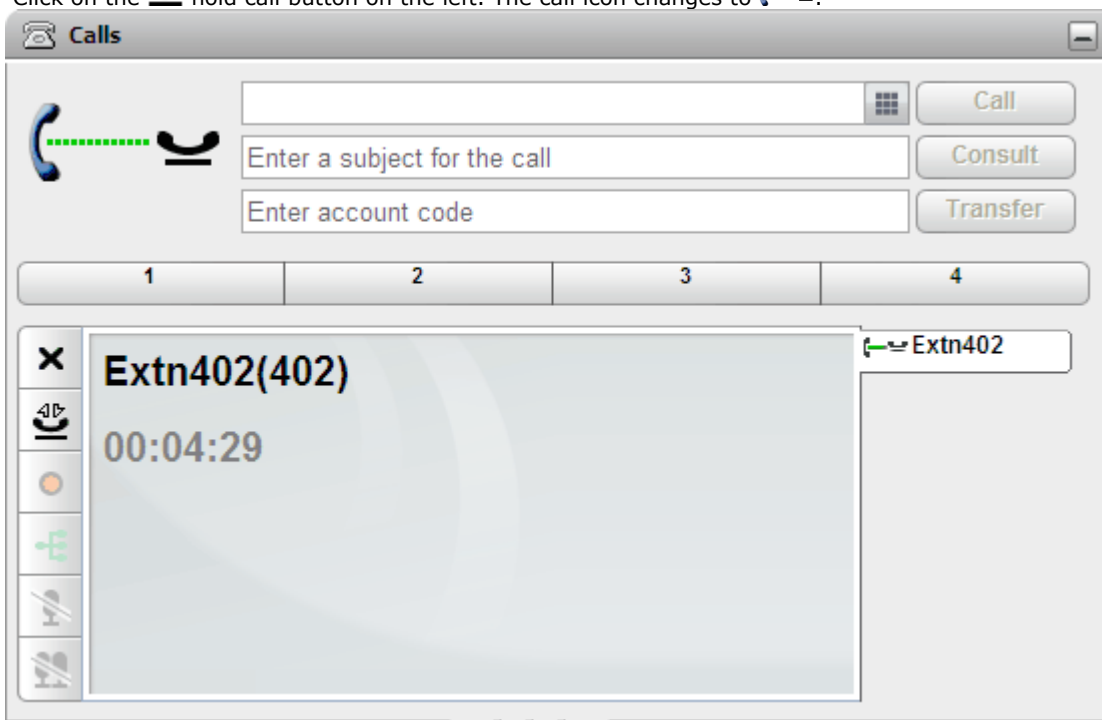 Click on the hold call button on the left. The call icon changes to .
Calls
Call
Enter a subject for the call
Consult
Enter account code
Transfer
1 2 3 4
Extn402(402)
Extn402
00:04:29